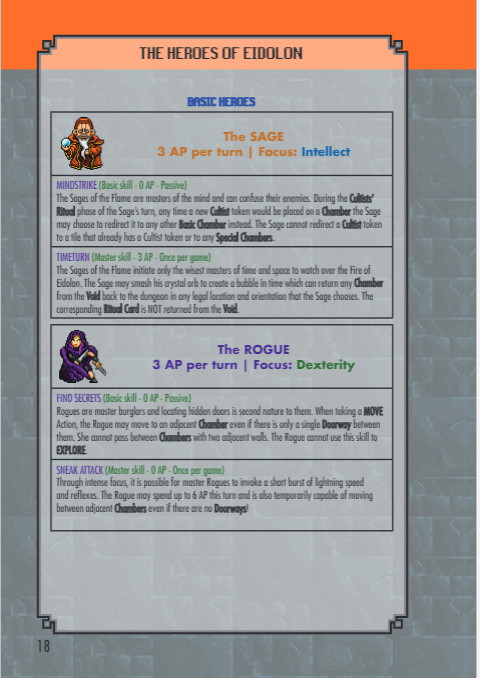 THE HEROES OF EIDOLON
BASIC HEROES
The SAGE
3 AP per turn | Focus: Intellect
MINDSTRIKE (Basic skill - 0 AP - Passive)
The Sages of the Flame are masters of the mind and can confuse their enemies. During the Cultists'
Ritual phase of the Sage's turn, any time a new Cultist token would be placed on a Chamber the Sage
may choose to redirect it to any other Basic Chamber instead. The Sage cannot redirect a Cultist token
to a tile that already has a Cultist token or to any Special Chambers.
TIMETURN (Master skill - 3 AP - Once per game)
The Sages of the Flame initiate only the wisest masters of time and space to watch over the Fire of
Eidolon. The Sage may smash his crystal orb to create a bubble in time which can return any Chamber
from the Void back to the dungeon in any legal location and orientation that the Sage chooses. The
corresponding Ritual Card is NOT returned from the Void.
The ROGUE
3 AP per turn | Focus: Dexterity
FIND SECRETS (Basic skill - 0 AP - Passive)
Rogues are master burglars and locating hidden doors is second nature to them. When taking a MOVE
Action, the Rogue may move to an adjacent Chamber even if there is only a single Doorway between
them. She cannot pass between Chambers with two adjacent walls. The Rogue cannot use this skill to
EXPLORE.
SNEAK ATTACK (Master skill - 0 AP - Once per game)
Through intense focus, it is possible for master Rogues to invoke a short burst of lightning speed
and reflexes. The Rogue may spend up to 6 AP this turn and is also temporarily capable of moving
between adjacent Chambers even if there are no Doorways!
18